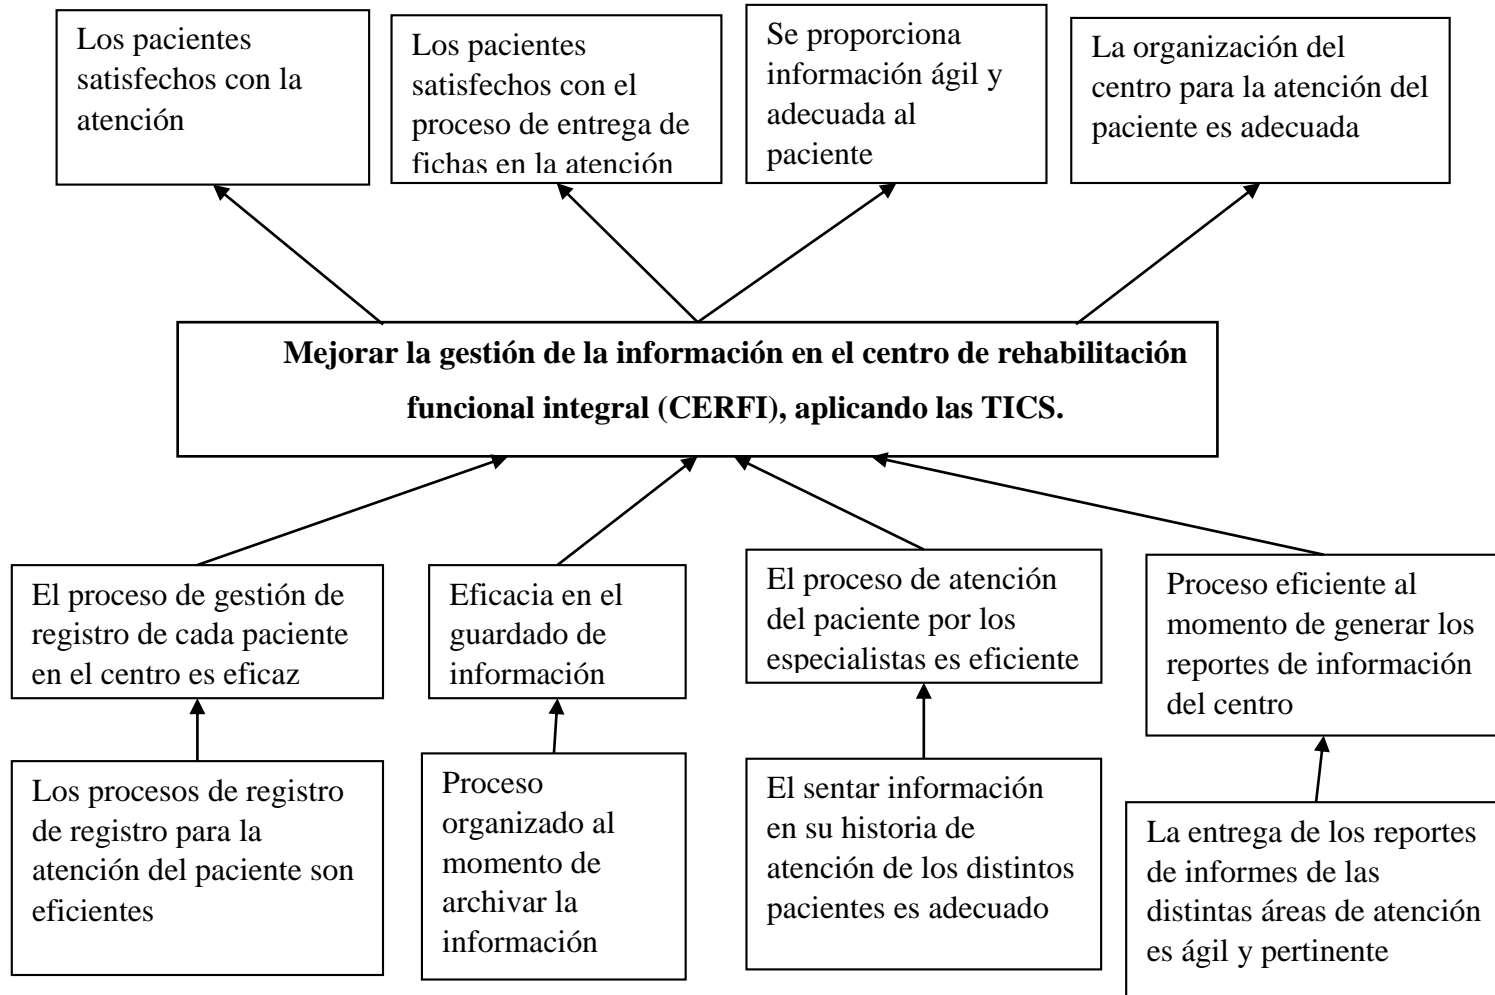 Los pacientes
satisfechos con la
atención
Los pacientes
satisfechos con el
proceso de entrega de
fichas en la atención
Se proporciona
información ágil y
adecuada al
paciente
La organización del
centro para la atención del
paciente es adecuada
Mejorar la gestión de la información en el centro de rehabilitación
funcional integral (CERFI), aplicando las TICS.
El proceso de gestión de
registro de cada paciente
en el centro es eficaz
Eficacia en el
guardado de
información
El proceso de atención
del paciente por los
especialistas es eficiente
Proceso eficiente al
momento de generar los
reportes de información
del centro
Los procesos de registro
de registro para la
atención del paciente son
eficientes
Proceso
organizado al
momento de
archivar la
información
El sentar información
en su historia de
atención de los distintos
pacientes es adecuado
La entrega de los reportes
de informes de las
distintas áreas de atención
es ágil y pertinente